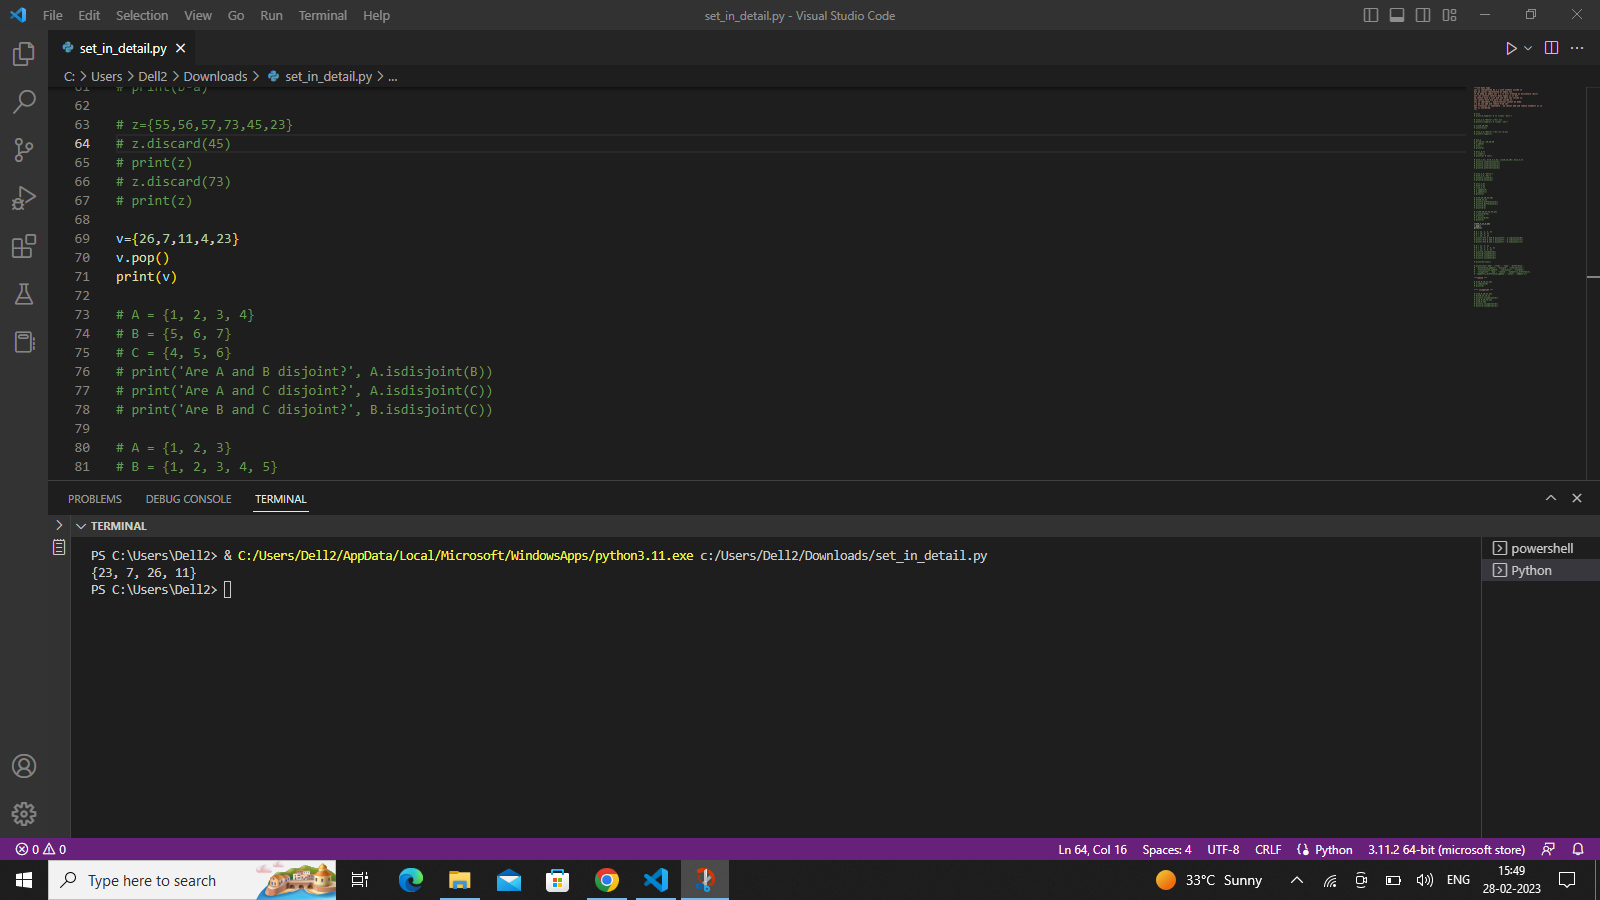 File Edit Selection View Go Run Terminal Help
set_in_detail.py - Visual Studio Code
set_in_detail.py
C: > Users > Dell2 > Downloads > set_in_detail.py > ...
61 # print(b-a)
62
63 # z={55,56,57,73,45,23}
64 # z.discard(45)
65 # print(z)
66 # z.discard(73)
67 # print(z)
68
69 v={26,7,11,4,23}
70 v.pop()
71 print(v)
72
73 # A = {1, 2, 3, 4}
74 # B = {5, 6, 7}
75 # C = {4, 5, 6}
76 # print('Are A and B disjoint?', A.isdisjoint(B))
77 # print('Are A and C disjoint?', A.isdisjoint(C))
78 # print('Are B and C disjoint?', B.isdisjoint(C))
79
80 # A = {1, 2, 3}
81 # B = {1, 2, 3, 4, 5}
PROBLEMS DEBUG CONSOLE TERMINAL
TERMINAL
PS C:\Users\Dell2> & C:/Users/Dell2/AppData/Local/Microsoft/WindowsApps/python3.11.exe c:/Users/Dell2/Downloads/set_in_detail.py
{23, 7, 26, 11}
PS C:\Users\Dell2>
powershell
Python
0 0
Ln 64, Col 16 Spaces: 4 UTF-8 CRLF Python 3.11.2 64-bit (microsoft store)
Type here to search
33°C Sunny
ENG
15:49
28-02-2023